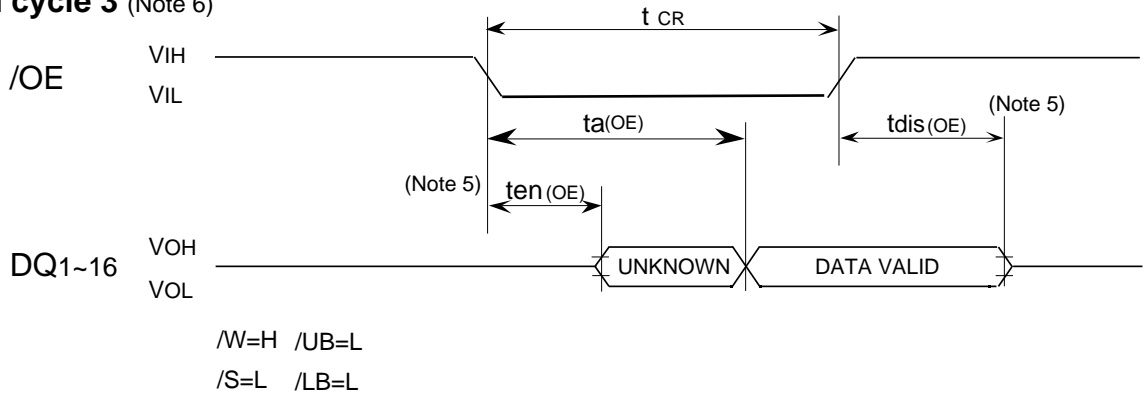 cycle 3 (Note 6)
t CR
/OE
VIH
VIL
ta(OE)
tdis(OE)
(Note 5)
(Note 5)
ten(OE)
DQ1~16
VOH
VOL
UNKNOWN
DATA VALID
/W=H /UB=L
/S=L /LB=L